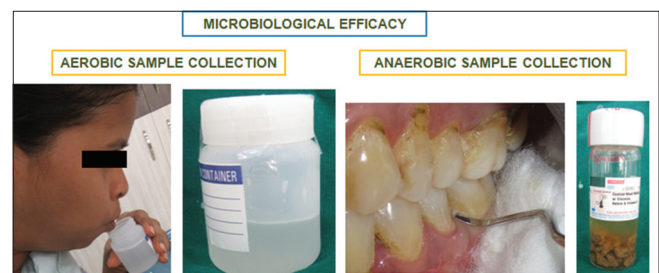 MICROBIOLOGICAL EFFICACY
AEROBIC SAMPLE COLLECTION
ANAEROBIC SAMPLE COLLECTION
CONTAINER